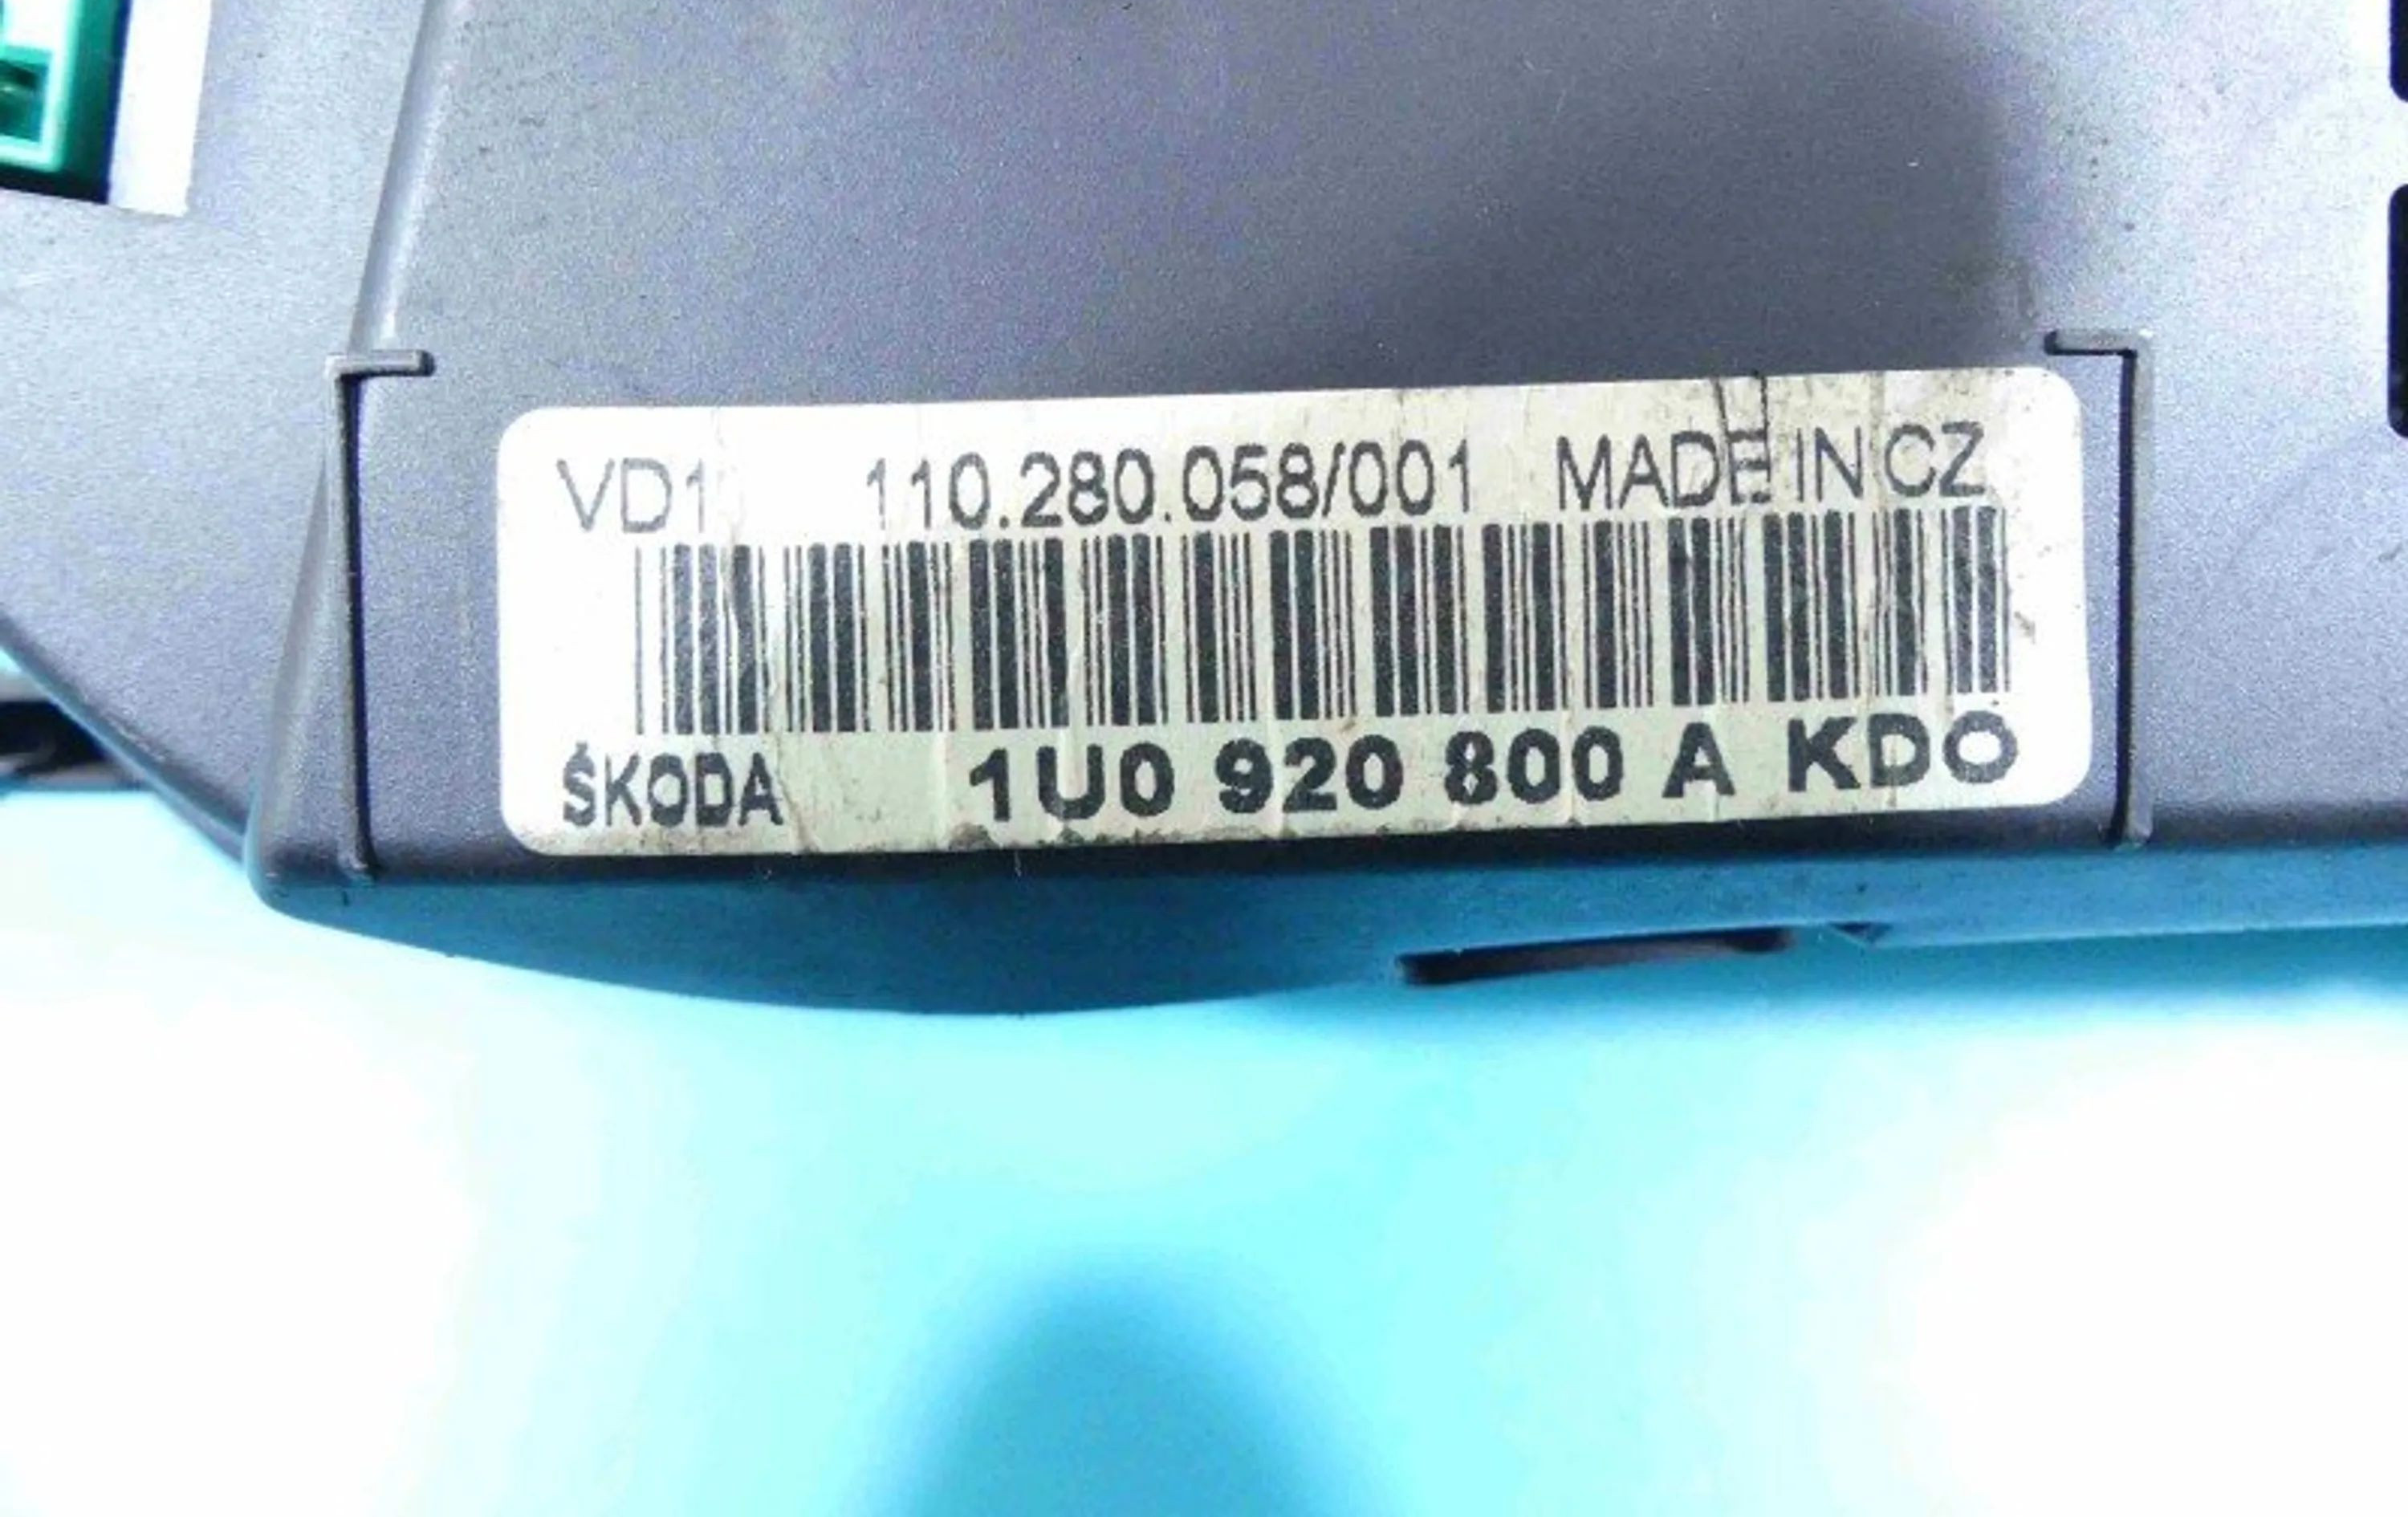 VD1 110.280.058/001 MADE IN CZ
ŠKODA 1U0 920 800 A KDO